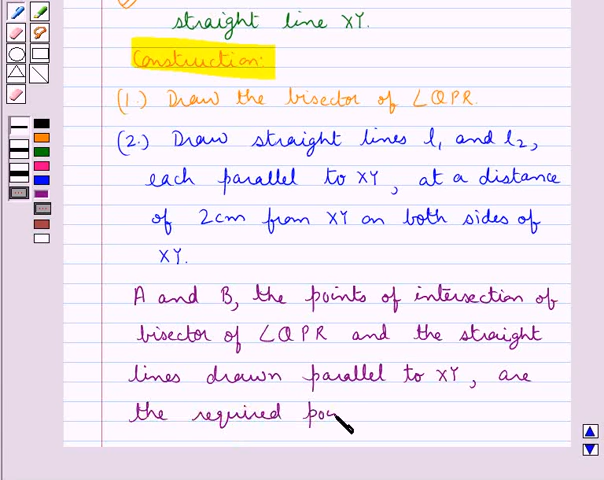 straight line XY.
Construction:
(1.) Draw the bisector of ∠QPR.
(2.) Draw straight lines l₁ and l₂,
each parallel to XY, at a distance
of 2cm from XY on both sides of
XY.
A and B, the points of intersection of
bisector of ∠QPR and the straight
lines drawn parallel to XY, are
the required poi